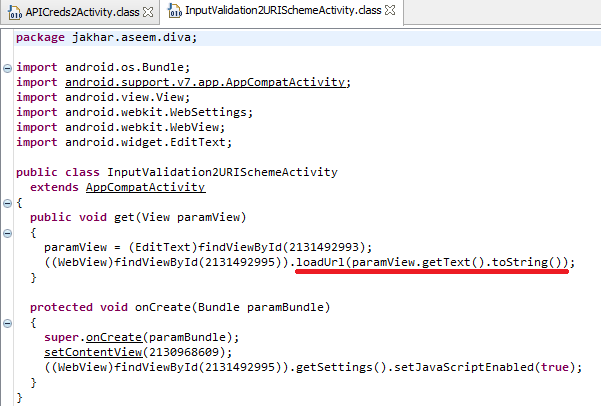 APICreds2Activity.class InputValidation2URISchemeActivity.class
package jakhar.aseem.diva;
import android.os.Bundle;
import android.support.v7.app.AppCompatActivity;
import android.view.View;
import android.webkit.WebSettings;
import android.webkit.WebView;
import android.widget.EditText;
public class InputValidation2URISchemeActivity
extends AppCompatActivity
{
public void get(View paramView)
{
paramView = (EditText)findViewById(2131492993);
((WebView)findViewById(2131492995)).loadUrl(paramView.getText().toString());
}
protected void onCreate(Bundle paramBundle)
{
super.onCreate(paramBundle);
setContentView(2130968609);
((WebView)findViewById(2131492995)).getSettings().setJavaScriptEnabled(true);
}
}